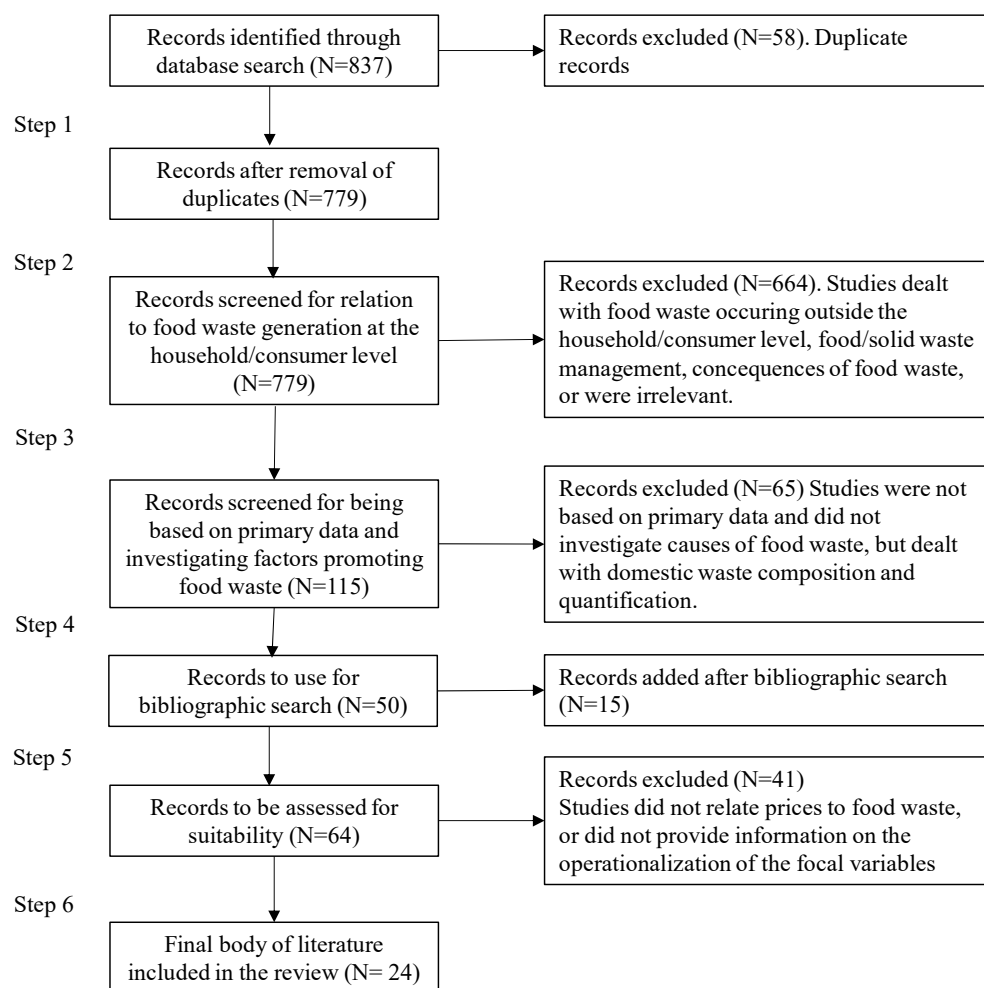 Records identified through
database search (N=837)
Records excluded (N=58). Duplicate
records
Step 1
Records after removal of
duplicates (N=779)
Step 2
Records screened for relation
to food waste generation at the
household/consumer level
(N=779)
Records excluded (N=664). Studies dealt
with food waste occuring outside the
household/consumer level, food/solid waste
management, concequences of food waste,
or were irrelevant.
Step 3
Records screened for being
based on primary data and
investigating factors promoting
food waste (N=115)
Records excluded (N=65) Studies were not
based on primary data and did not
investigate causes of food waste, but dealt
with domestic waste composition and
quantification.
Step 4
Records to use for
bibliographic search (N=50)
Records added after bibliographic search
(N=15)
Step 5
Records to be assessed for
suitability (N=64)
Records excluded (N=41)
Studies did not relate prices to food waste,
or did not provide information on the
operationalization of the focal variables
Step 6
Final body of literature
included in the review (N= 24)